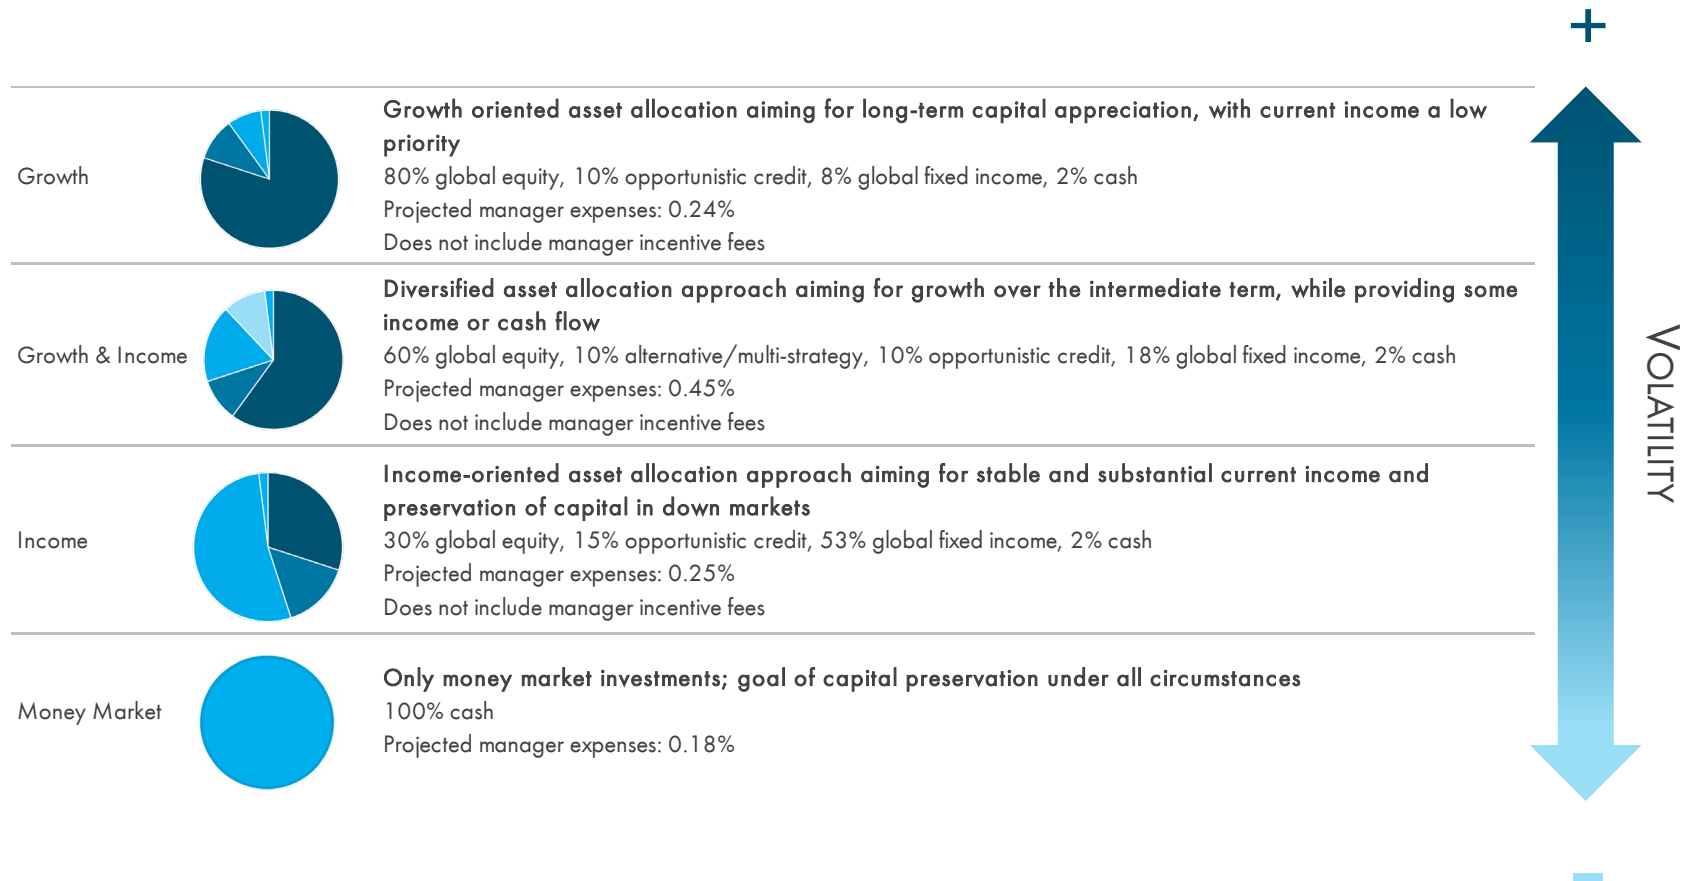 +
Growth
Growth oriented asset allocation aiming for long-term capital appreciation, with current income a low
priority
80% global equity, 10% opportunistic credit, 8% global fixed income, 2% cash
Projected manager expenses: 0.24%
Does not include manager incentive fees
Growth & Income
Diversified asset allocation approach aiming for growth over the intermediate term, while providing some
income or cash flow
60% global equity, 10% alternative/multi-strategy, 10% opportunistic credit, 18% global fixed income, 2% cash
Projected manager expenses: 0.45%
Does not include manager incentive fees
Income
Income-oriented asset allocation approach aiming for stable and substantial current income and
preservation of capital in down markets
30% global equity, 15% opportunistic credit, 53% global fixed income, 2% cash
Projected manager expenses: 0.25%
Does not include manager incentive fees
Money Market
Only money market investments; goal of capital preservation under all circumstances
100% cash
Projected manager expenses: 0.18%
VOLATILITY
-